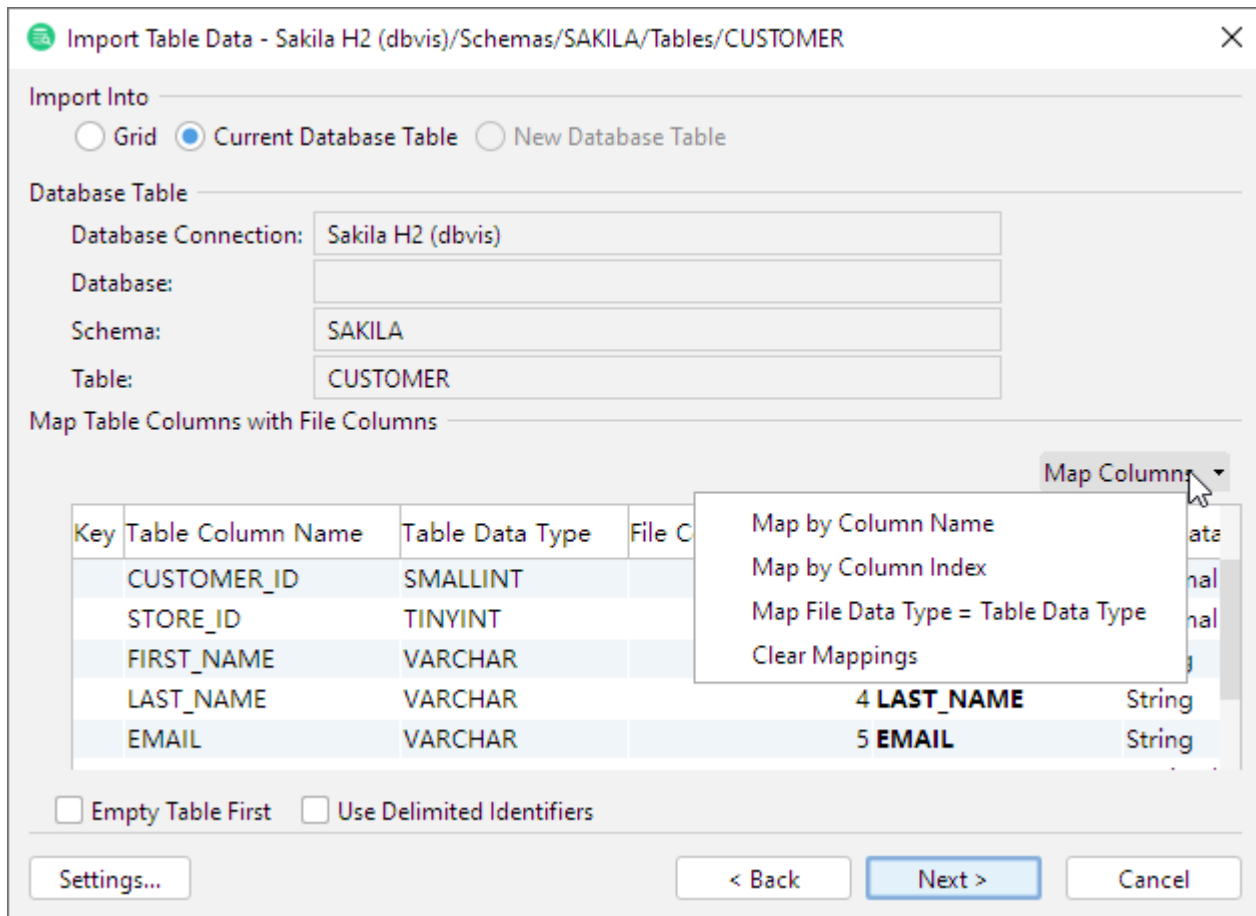 Import Table Data - Sakila H2 (dbvis)/Schemas/SAKILA/Tables/CUSTOMER
Import Into
Grid Current Database Table New Database Table
Database Table
Database Connection: Sakila H2 (dbvis)
Database:
Schema: SAKILA
Table: CUSTOMER
Map Table Columns with File Columns
Map Columns
Map by Column Name
Map by Column Index
Map File Data Type = Table Data Type
Clear Mappings
Key Table Column Name Table Data Type File
CUSTOMER_ID SMALLINT
STORE_ID TINYINT
FIRST_NAME VARCHAR
LAST_NAME VARCHAR 4 LAST_NAME String
EMAIL VARCHAR 5 EMAIL String
Empty Table First Use Delimited Identifiers
Settings... < Back Next > Cancel